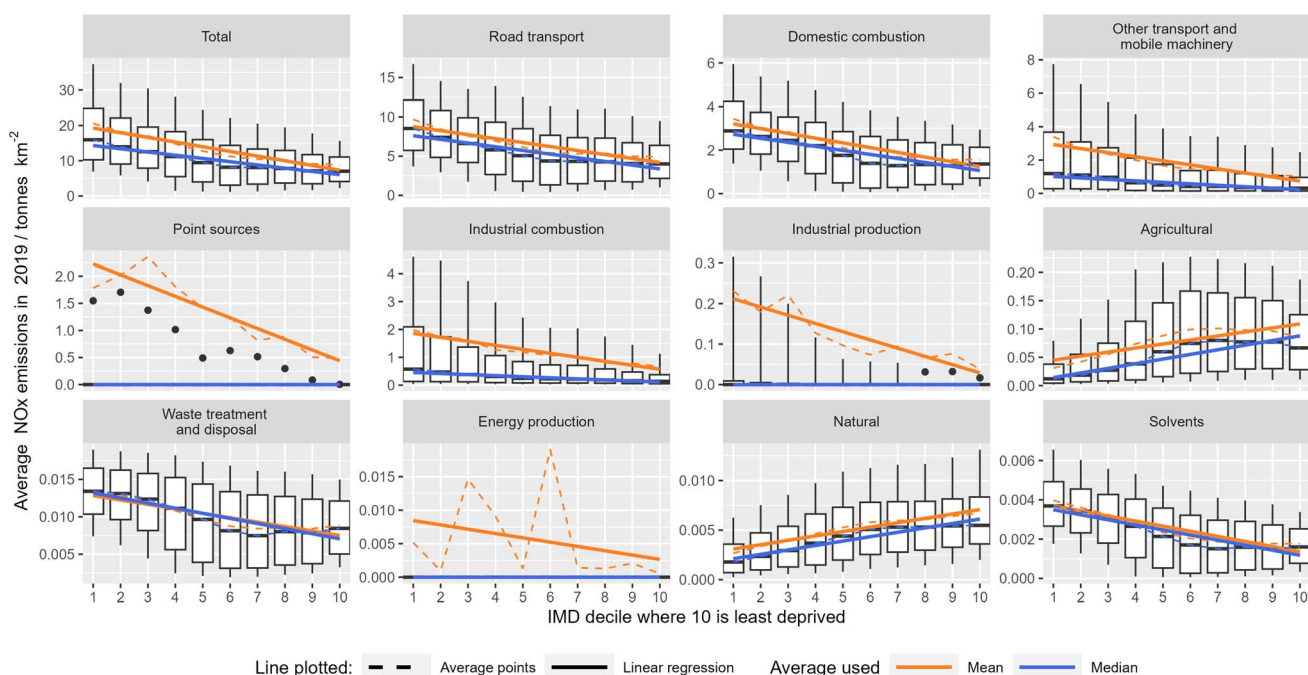 Total
Road transport
Domestic combustion
Other transport and
mobile machinery
30
20
10
0
15
10
5
0
6
4
2
0
8
6
4
2
0
Point sources
Industrial combustion
Industrial production
Agricultural
2.0
1.5
1.0
0.5
0.0
4
3
2
1
0
0.3
0.2
0.1
0.0
0.20
0.15
0.10
0.05
0.00
Waste treatment
and disposal
Energy production
Natural
Solvents
0.015
0.010
0.005
0.015
0.010
0.005
0.000
0.010
0.005
0.000
0.006
0.004
0.002
0.000
1 2 3 4 5 6 7 8 9 10
1 2 3 4 5 6 7 8 9 10
1 2 3 4 5 6 7 8 9 10
1 2 3 4 5 6 7 8 9 10
Average NOx emissions in 2019 / tonnes km⁻²
IMD decile where 10 is least deprived
Line plotted: Average points Linear regression Average used Mean Median